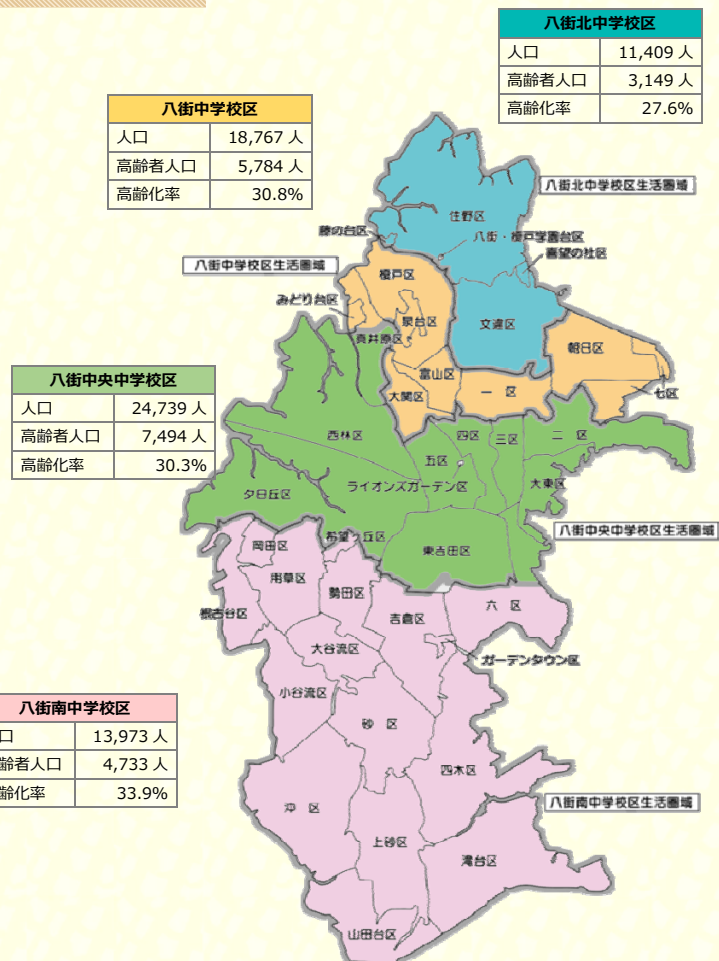 八街北中学校区
人口 11,409 人
高齢者人口 3,149 人
高齢化率 27.6%
八街中学校区
人口 18,767 人
高齢者人口 5,784 人
高齢化率 30.8%
八街北中学校区生活圏域
住野区
藤の台区
八街・榎戸学園台区
喜望の杜区
八街中学校区生活圏域
榎戸区
みどり台区
泉台区
文違区
真井原区
朝日区
富山区
七区
大関区
一 区
八街中央中学校区
人口 24,739 人
高齢者人口 7,494 人
高齢化率 30.3%
西林区
四区
三区
二 区
五区
ライオンズガーデン区
大東区
夕日丘区
八街中央中学校区生活圏域
希望ヶ丘区
東吉田区
岡田区
用草区
勢田区
根古谷区
吉倉区
六 区
大谷流区
ガーデンタウン区
小谷流区
八街南中学校区
口 13,973 人
齢者人口 4,733 人
齢化率 33.9%
砂 区
四木区
沖 区
八街南中学校区生活圏域
上砂区
滝台区
山田台区